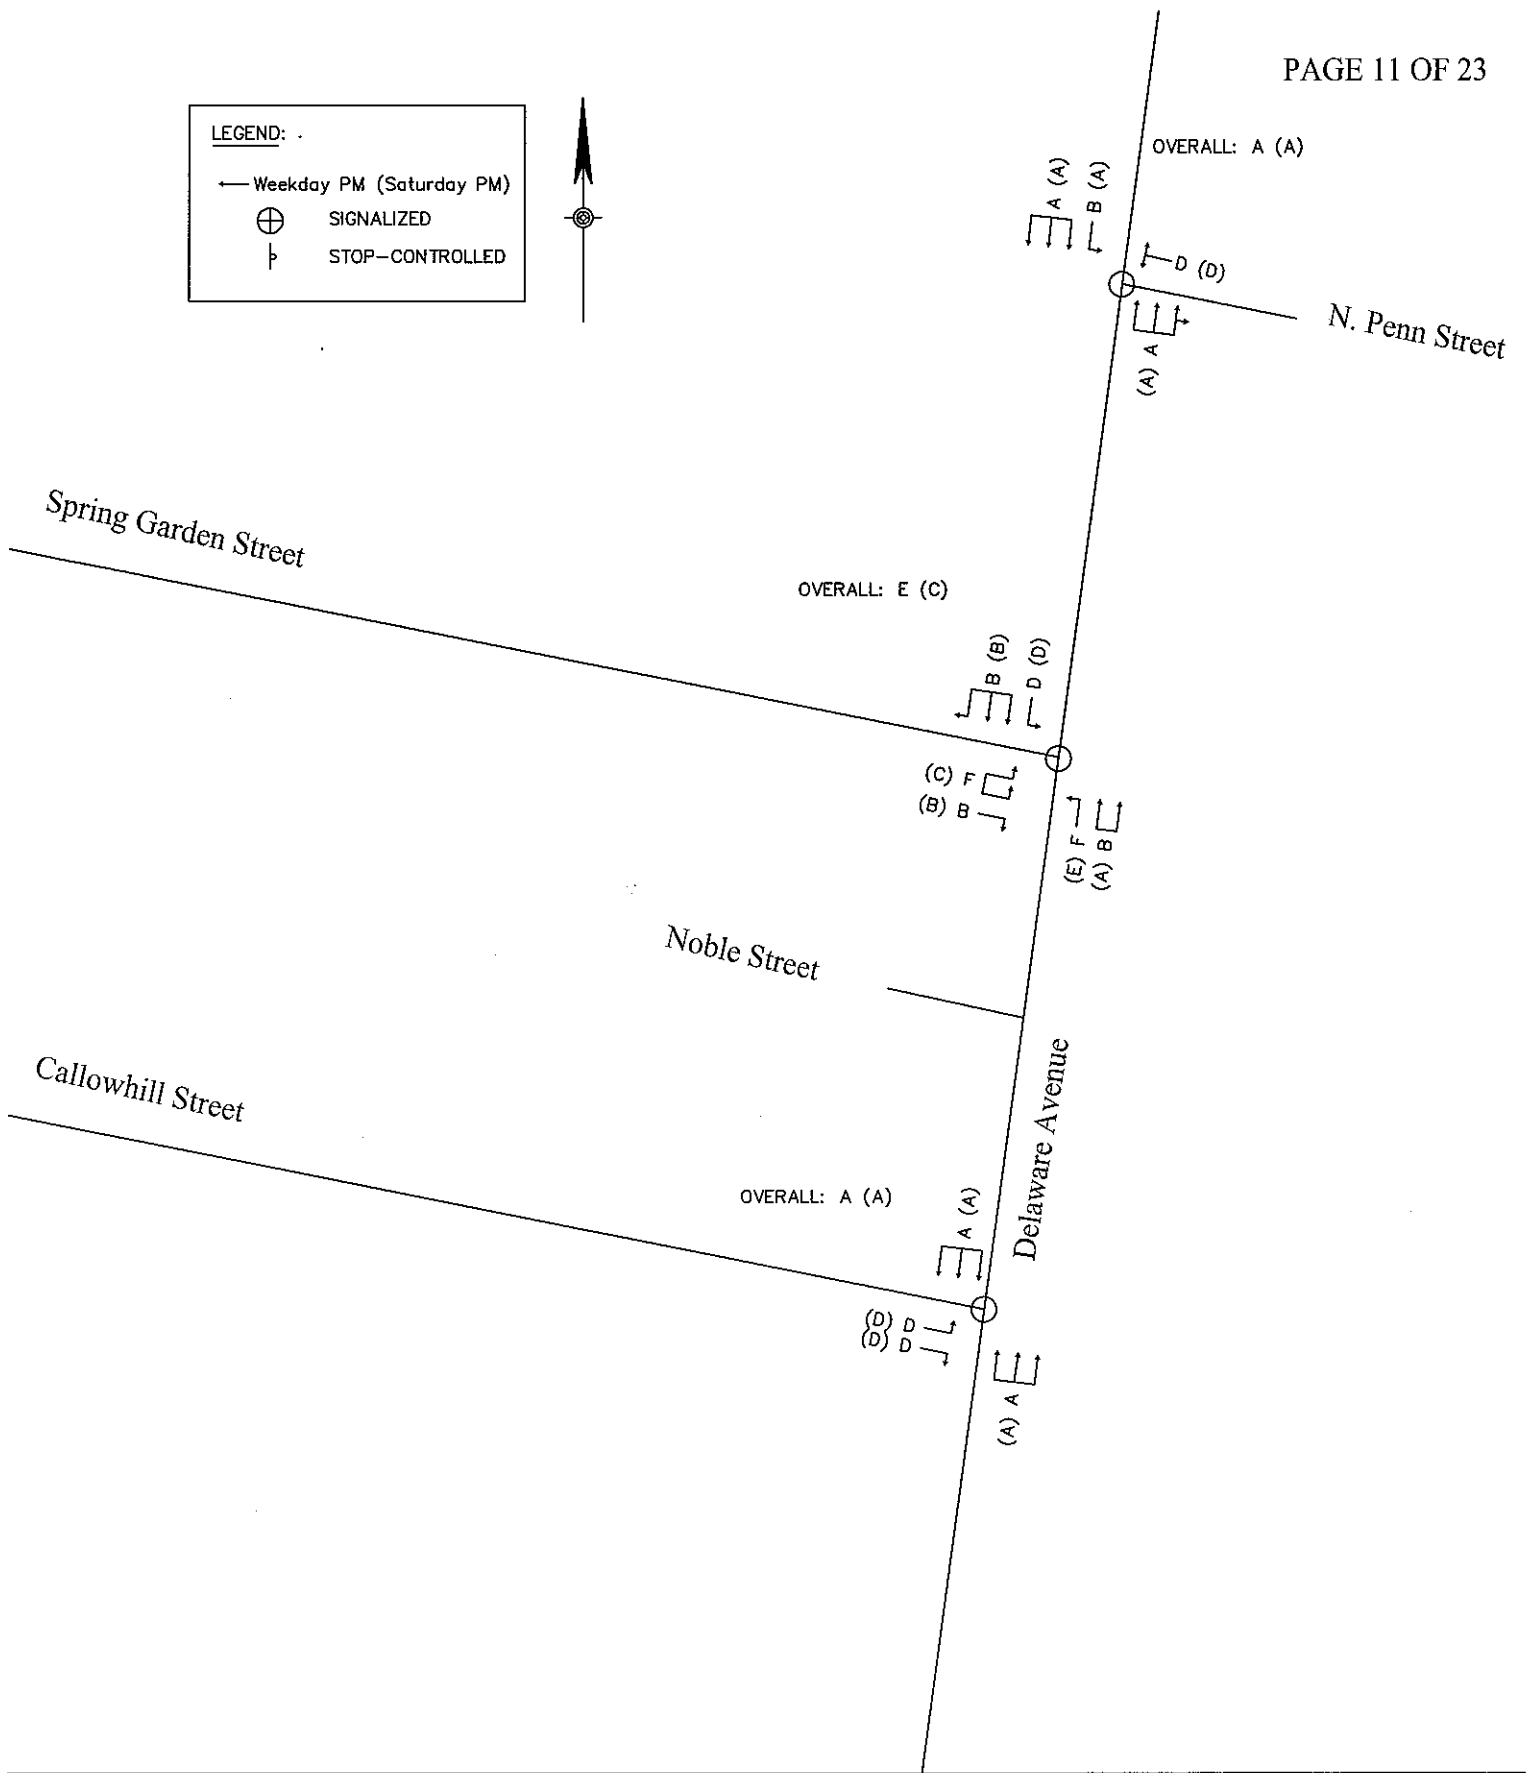 PAGE 11 OF 23
LEGEND:
Weekday PM (Saturday PM)
SIGNALIZED
STOP-CONTROLLED
OVERALL: A (A)
A (A)
B (A)
D (D)
N. Penn Street
(A) A
Spring Garden Street
OVERALL: E (C)
B (B)
D (D)
(C) F
(B) B
(E) F
(A) B
Noble Street
Callowhill Street
Delaware Avenue
OVERALL: A (A)
A (A)
(D) D
(D) D
(A) A